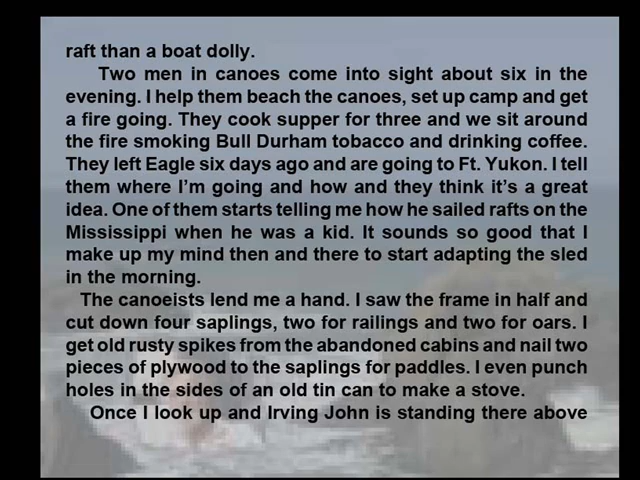 raft than a boat dolly.
Two men in canoes come into sight about six in the
evening. I help them beach the canoes, set up camp and get
a fire going. They cook supper for three and we sit around
the fire smoking Bull Durham tobacco and drinking coffee.
They left Eagle six days ago and are going to Ft. Yukon. I tell
them where I'm going and how and they think it's a great
idea. One of them starts telling me how he sailed rafts on the
Mississippi when he was a kid. It sounds so good that I
make up my mind then and there to start adapting the sled
in the morning.
The canoeists lend me a hand. I saw the frame in half and
cut down four saplings, two for railings and two for oars. I
get old rusty spikes from the abandoned cabins and nail two
pieces of plywood to the saplings for paddles. I even punch
holes in the sides of an old tin can to make a stove.
Once I look up and Irving John is standing there above